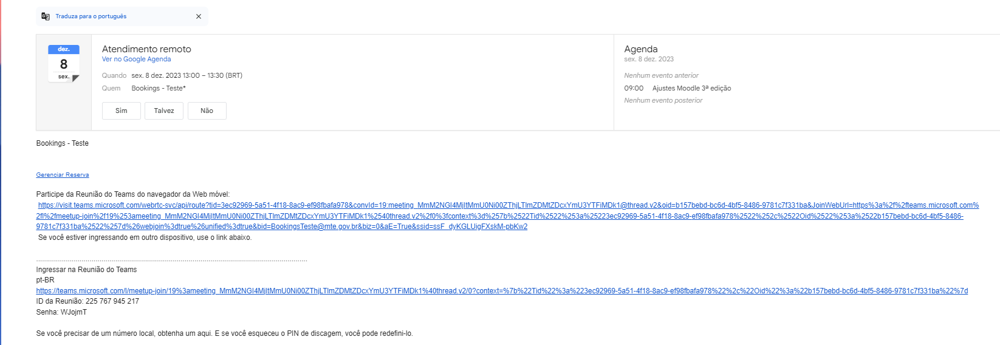 Traduza para o português
dez.
8
sex.
Atendimento remoto
Ver no Google Agenda
Quando sex. 8 dez. 2023 13:00 – 13:30 (BRT)
Quem Bookings - Teste*
Sim Talvez Não
Agenda
sex. 8 dez. 2023
Nenhum evento anterior
09:00 Ajustes Moodle 3ª edição
Nenhum evento posterior
Bookings - Teste
Gerenciar Reserva
Participe da Reunião do Teams do navegador da Web móvel:
https://visit.teams.microsoft.com/webrtc-svc/api/route?tid=3ec92969-5a51-4f18-8ac9-ef98fbafa978&convId=19:meeting_MmM2NGI4MjItMmU0Ni00ZThjLTlmZDMtZDcxYmU3YTFiMDk1@thread.v2&oid=b157bebd-bc6d-4bf5-8486-9781c7f331ba&JoinWebUrl=https%3a%2f%2fteams.microsoft.com%
2fl%2fmeetup-join%2f19%253ameeting_MmM2NGI4MjItMmU0Ni00ZThjLTlmZDMtZDcxYmU3YTFiMDk1%2540thread.v2%2f0%3fcontext%3d%257b%2522Tid%2522%253a%25223ec92969-5a51-4f18-8ac9-ef98fbafa978%2522%252c%2522Oid%2522%253a%2522b157bebd-bc6d-4bf5-8486-
9781c7f331ba%2522%257d%26webjoin%3dtrue%26unified%3dtrue&bid=BookingsTeste@mte.gov.br&biz=0&aE=True&ssid=ssF_dyKGLUigFXskM-pbKw2
Se você estiver ingressando em outro dispositivo, use o link abaixo.
Ingressar na Reunião do Teams
pt-BR
https://teams.microsoft.com/l/meetup-join/19%3ameeting_MmM2NGI4MjItMmU0Ni00ZThjLTlmZDMtZDcxYmU3YTFiMDk1%40thread.v2/0?context=%7b%22Tid%22%3a%223ec92969-5a51-4f18-8ac9-ef98fbafa978%22%2c%22Oid%22%3a%22b157bebd-bc6d-4bf5-8486-9781c7f331ba%22%7d
ID da Reunião: 225 767 945 217
Senha: WJojmT
Se você precisar de um número local, obtenha um aqui. E se você esqueceu o PIN de discagem, você pode redefini-lo.